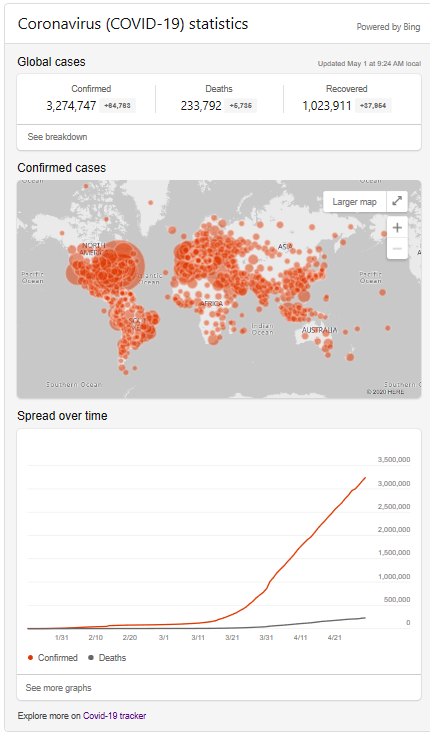 Coronavirus (COVID-19) statistics
Powered by Bing
Global cases
Updated May 1 at 9:24 AM local
Confirmed
Deaths
Recovered
3,274,747 +64,763
233,792 +5,735
1,023,911 +37,954
See breakdown
Confirmed cases
Ocean
Ocean
Larger map
+
−
NORTH
AMERICA
ASIA
Pacific
Ocean
Atlantic
Ocean
Pacific
Ocean
A
AFRICA
Indian
Ocean
AUSTRALIA
Southern Ocean
Southern O
© 2020 HERE
Spread over time
3,500,000
3,000,000
2,500,000
2,000,000
1,500,000
1,000,000
500,000
0
1/31 2/10 2/20 3/1 3/11 3/21 3/31 4/11 4/21
Confirmed Deaths
See more graphs
Explore more on Covid-19 tracker